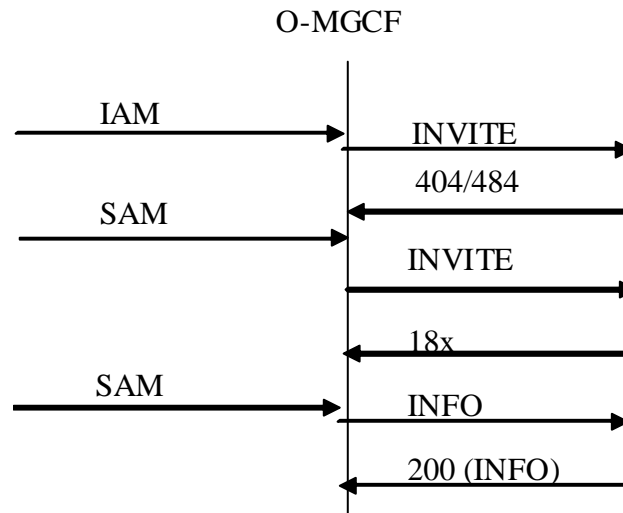 O-MGCF
IAM
INVITE
404/484
SAM
INVITE
18x
SAM
INFO
200 (INFO)